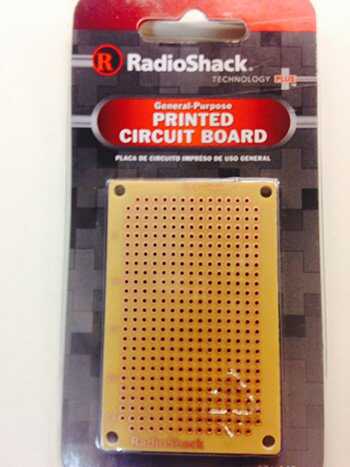 R RadioShack®
TECHNOLOGY PLUS
General-Purpose
PRINTED
CIRCUIT BOARD
PLACA DE CIRCUITO IMPRESO DE USO GENERAL
RadioShack